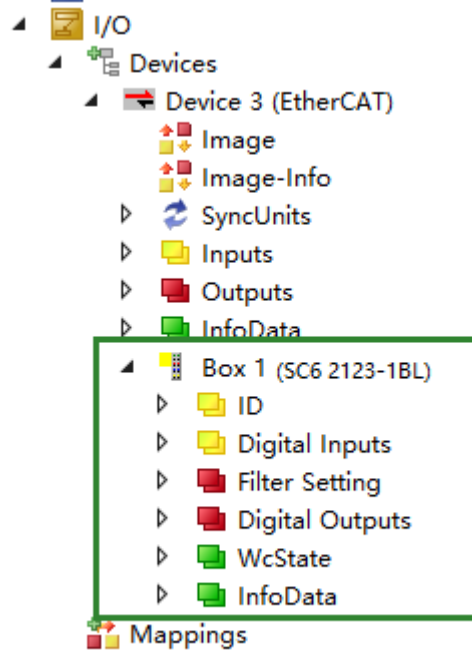 I/O
Devices
Device 3 (EtherCAT)
Image
Image-Info
SyncUnits
Inputs
Outputs
InfoData
Box 1 (SC6 2123-1BL)
ID
Digital Inputs
Filter Setting
Digital Outputs
WcState
InfoData
Mappings